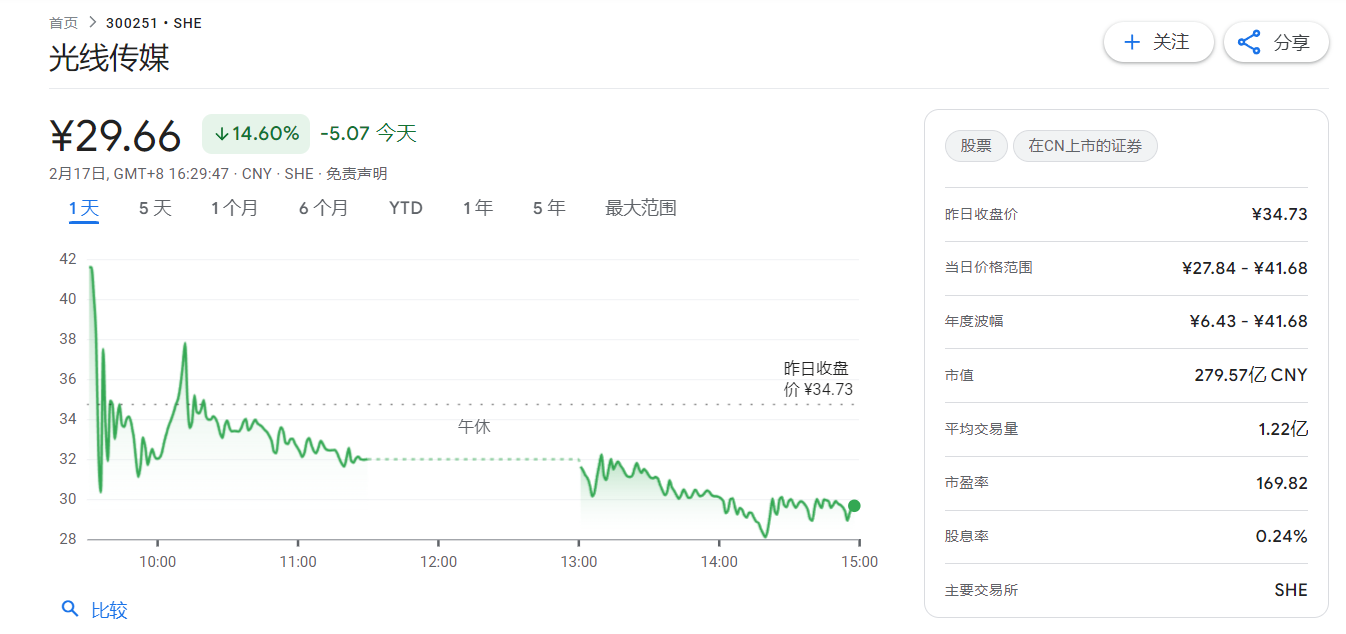 首页 > 300251 • SHE
光线传媒
关注
分享
¥29.66 ↓14.60% -5.07 今天
2月17日, GMT+8 16:29:47 · CNY · SHE · 免责声明
1 天 5 天 1 个月 6 个月 YTD 1 年 5 年 最大范围
42
40
38
36
34
32
30
28
昨日收盘
价 ¥34.73
午休
10:00 11:00 12:00 13:00 14:00 15:00
比较
股票 在CN上市的证券
昨日收盘价 ¥34.73
当日价格范围 ¥27.84 - ¥41.68
年度波幅 ¥6.43 - ¥41.68
市值 279.57亿 CNY
平均交易量 1.22亿
市盈率 169.82
股息率 0.24%
主要交易所 SHE